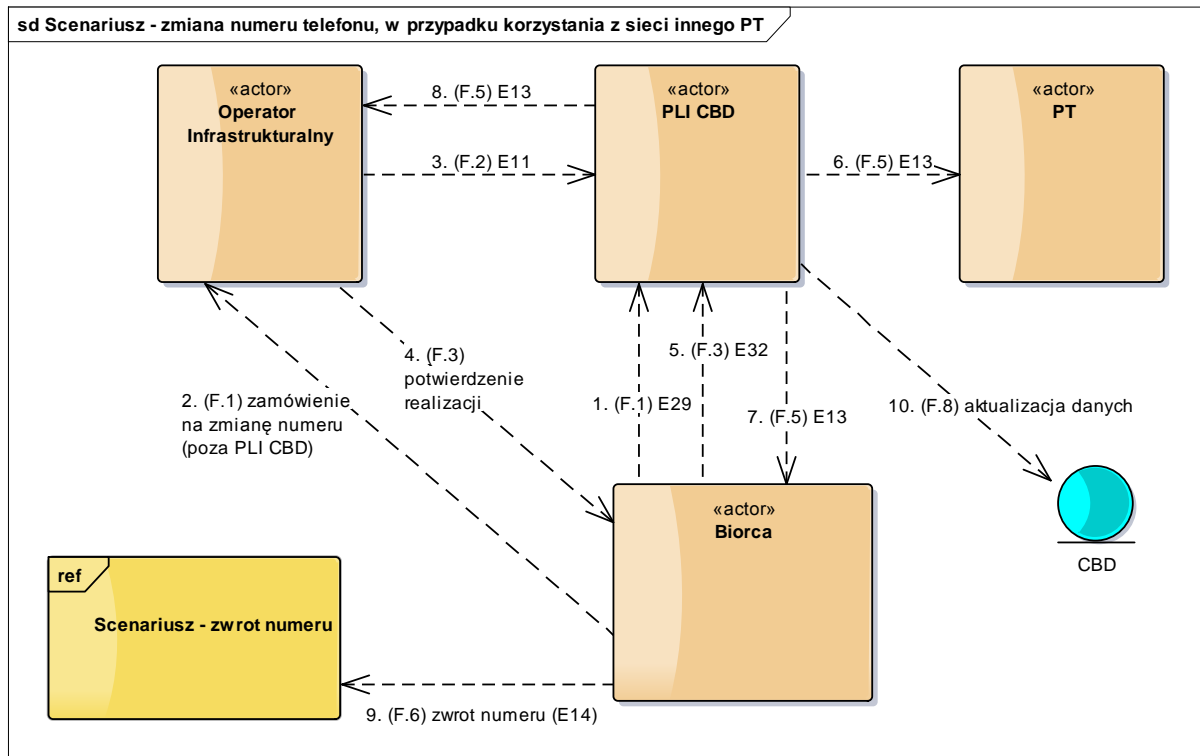 sd Scenariusz - zmiana numeru telefonu, w przypadku korzystania z sieci innego PT
«actor»
Operator
Infrastrukturalny
8. (F.5) E13
3. (F.2) E11
«actor»
PLI CBD
6. (F.5) E13
«actor»
PT
4. (F.3)
potwierdzenie
realizacji
2. (F.1) zamówienie
na zmianę numeru
(poza PLI CBD)
5. (F.3) E32
1. (F.1) E29
7. (F.5) E13
10. (F.8) aktualizacja danych
«actor»
Biorca
CBD
ref
Scenariusz - zwrot numeru
9. (F.6) zwrot numeru (E14)